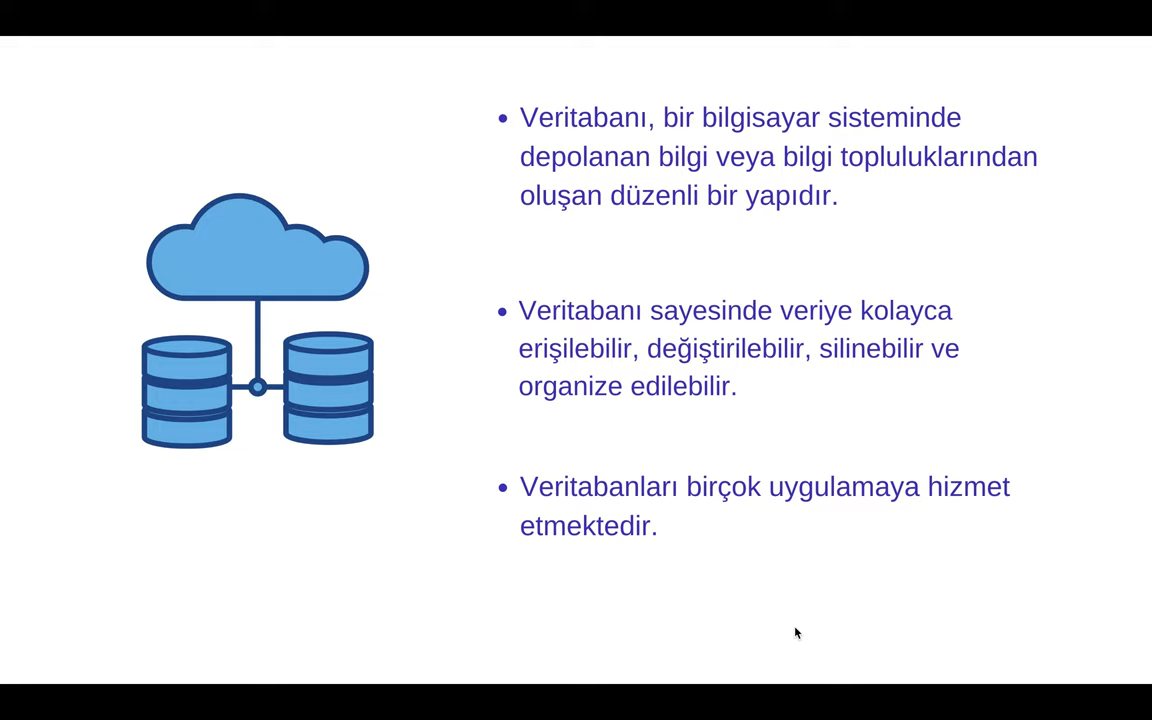 • Veritabanı, bir bilgisayar sisteminde
depolanan bilgi veya bilgi topluluklarından
oluşan düzenli bir yapıdır.
• Veritabanı sayesinde veriye kolayca
erişilebilir, değiştirilebilir, silinebilir ve
organize edilebilir.
• Veritabanları birçok uygulamaya hizmet
etmektedir.